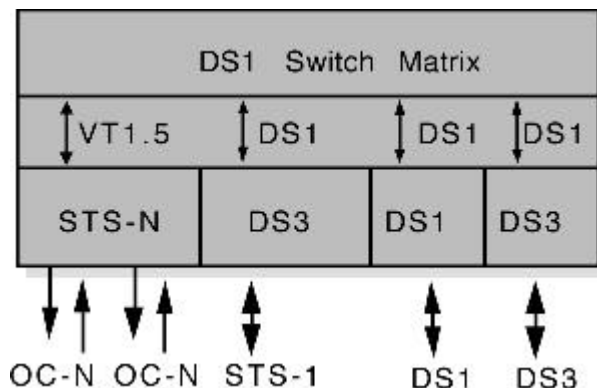 DS1 Switch Matrix
VT1.5 DS1 DS1 DS1
STS-N DS3 DS1 DS3
OC-N OC-N STS-1 DS1 DS3